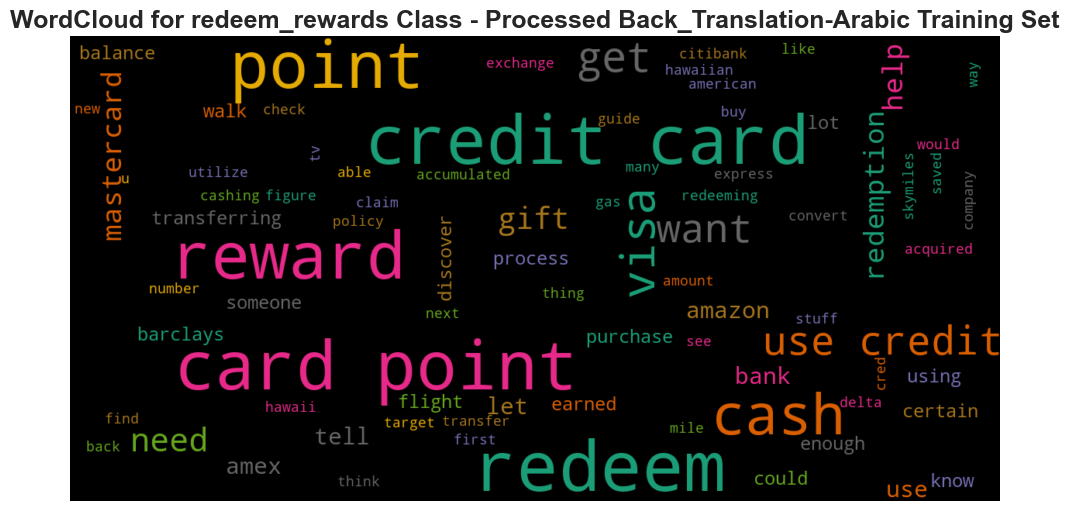 WordCloud for redeem_rewards Class - Processed Back_Translation-Arabic Training Set
balance
point
exchange
get
citibank
like
hawaiian
american
help
way
new
mastercard
walk
check
credit card
guide
buy
lot
redemption
would
tv
utilize
able
accumulated
many
express
skymiles
saved
company
u
cashing
figure
claim
gas
visa
redeeming
transferring
policy
discover
gift
want
convert
reward
process
acquired
number
someone
thing
amount
next
amazon
stuff
barclays
purchase
see
use credit
card point
bank
cred
using
hawaii
flight
let
earned
cash
delta
certain
find
target
transfer
back
need
tell
first
mile
enough
amex
think
redeem
could
use
know